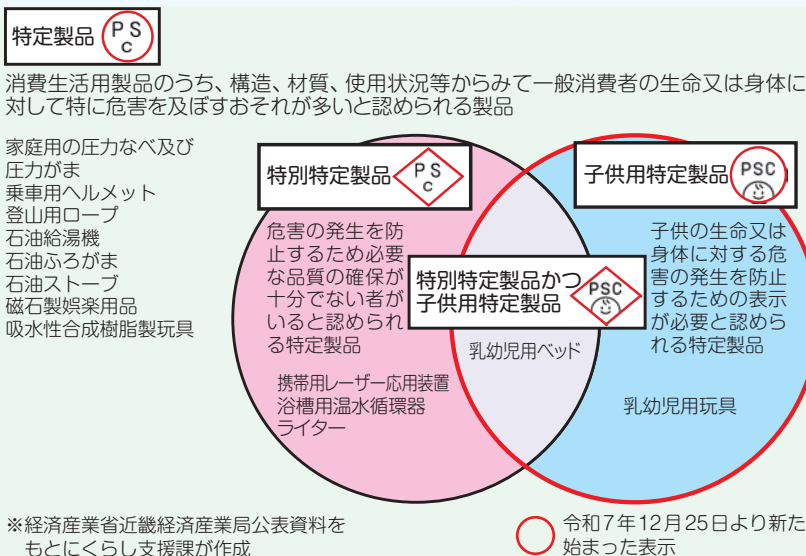 特定製品 PS c
消費生活用製品のうち、構造、材質、使用状況等からみて一般消費者の生命又は身体に
対して特に危害を及ぼすおそれが多いと認められる製品
家庭用の圧力なべ及び
圧力がま
乗車用ヘルメット
登山用ロープ
石油給湯機
石油ふろがま
石油ストーブ
磁石製娯楽用品
吸水性合成樹脂製玩具
特別特定製品 PS c
危害の発生を防
止するため必要
な品質の確保が
十分でない者が
いると認められ
る特定製品
携帯用レーザー応用装置
浴槽用温水循環器
ライター
特別特定製品かつ
子供用特定製品 PSC
乳幼児用ベッド
子供用特定製品 PSC
子供の生命又は
身体に対する危
害の発生を防止
するための表示
が必要と認めら
れる特定製品
乳幼児用玩具
※経済産業省近畿経済産業局公表資料を
もとにくらし支援課が作成
令和7年12月25日より新た
始まった表示